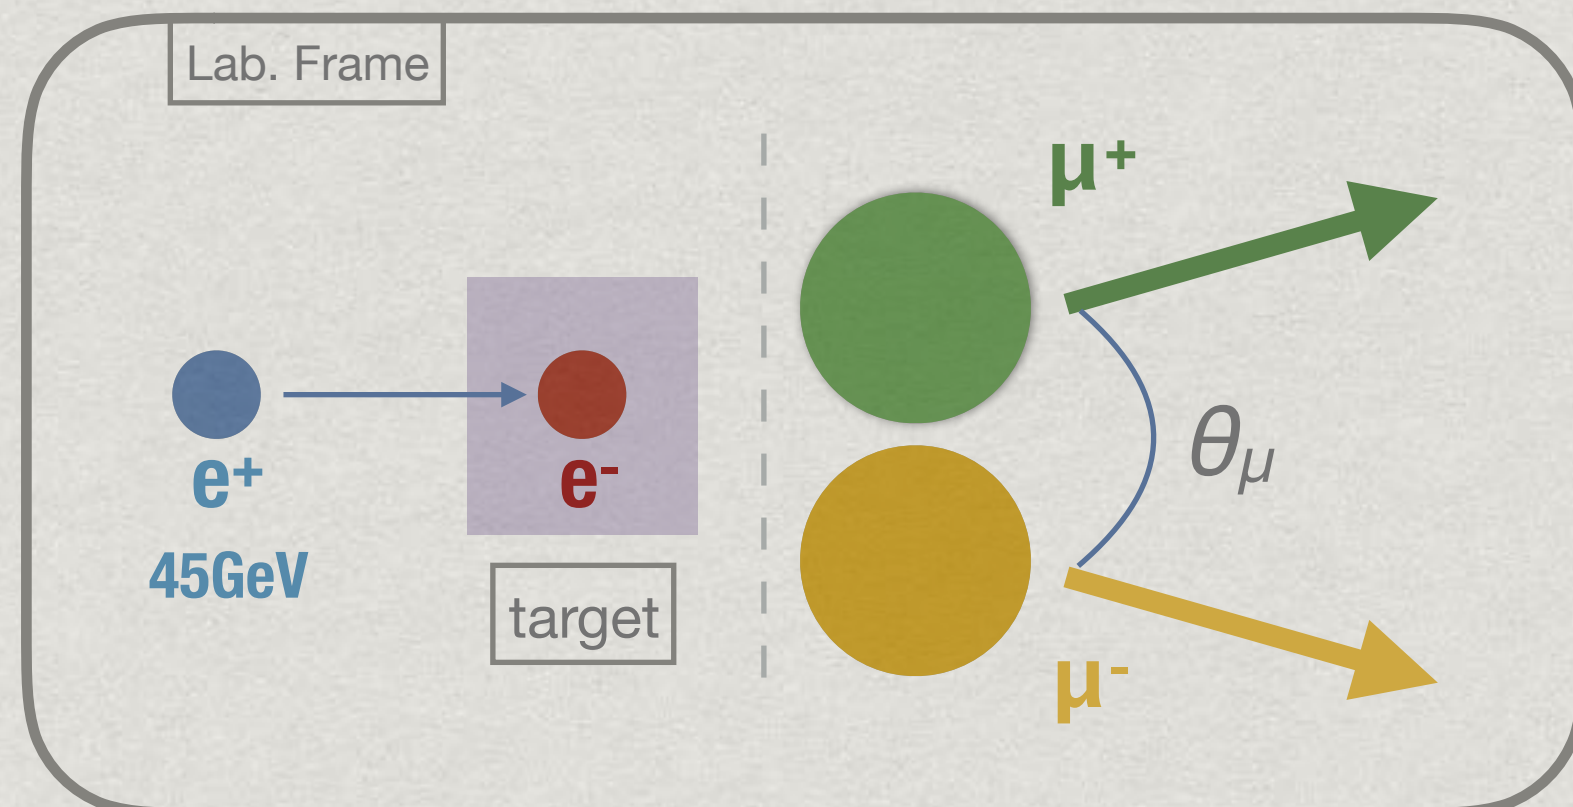 Lab. Frame
e⁺
45GeV
e⁻
target
μ⁺
θμ
μ⁻